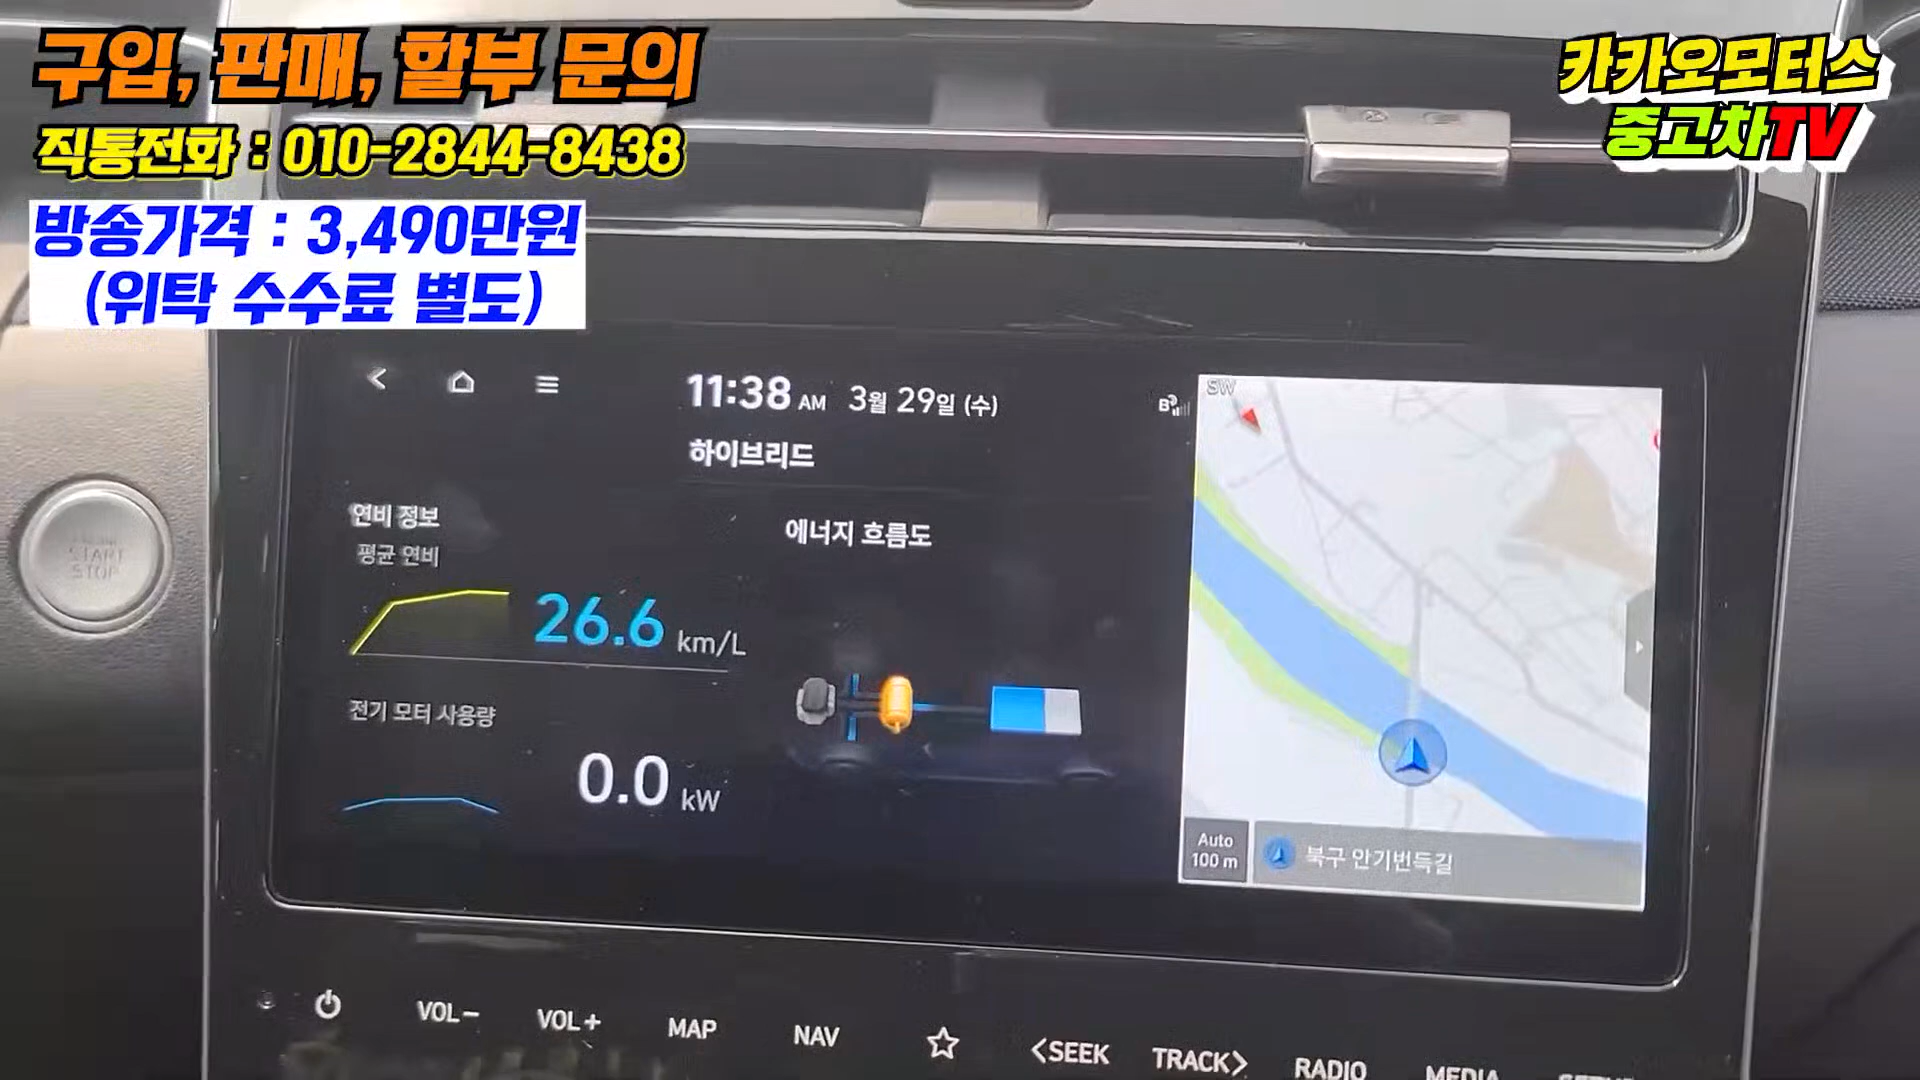 구입, 판매, 할부 문의
직통전화 : 010-2844-8438
카카오모터스
중고차TV
방송가격 : 3,490만원
(위탁 수수료 별도)
11:38 AM 3월 29일 (수)
하이브리드
SW
START
STOP
연비 정보
평균 연비
26.6 km/L
에너지 흐름도
전기 모터 사용량
0.0 kW
Auto
100 m
북구 안기번득길
VOL− VOL+ MAP NAV <SEEK TRACK> RADIO MEDIA